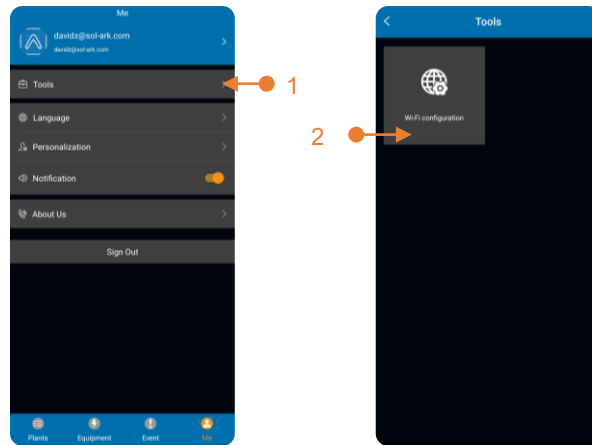 Me
davidz@sol-ark.com
davidz@sol-ark.com
Tools
1
Language
Personalization
Notification
About Us
Sign Out
Plants
Equipment
Event
Me
Tools
Wi-Fi configuration
2